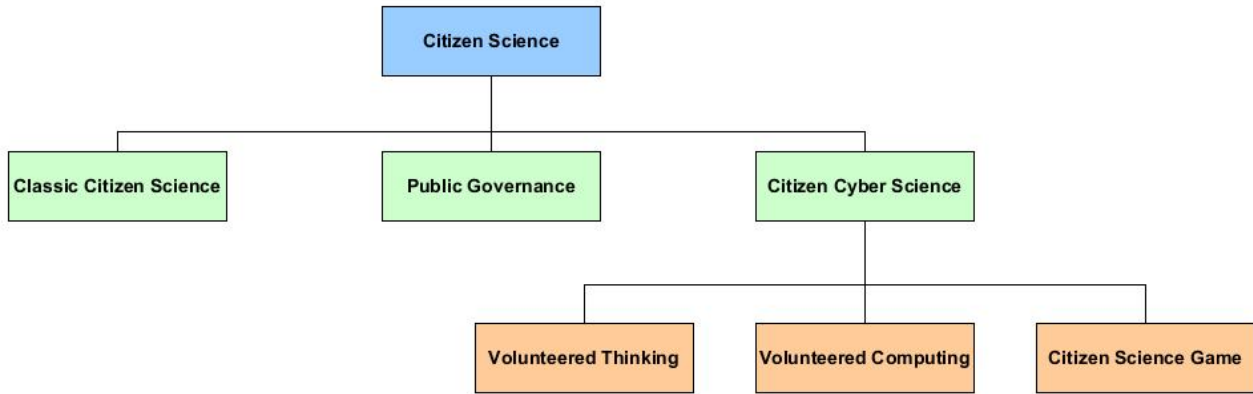 Citizen Science
Classic Citizen Science
Public Governance
Citizen Cyber Science
Volunteered Thinking
Volunteered Computing
Citizen Science Game